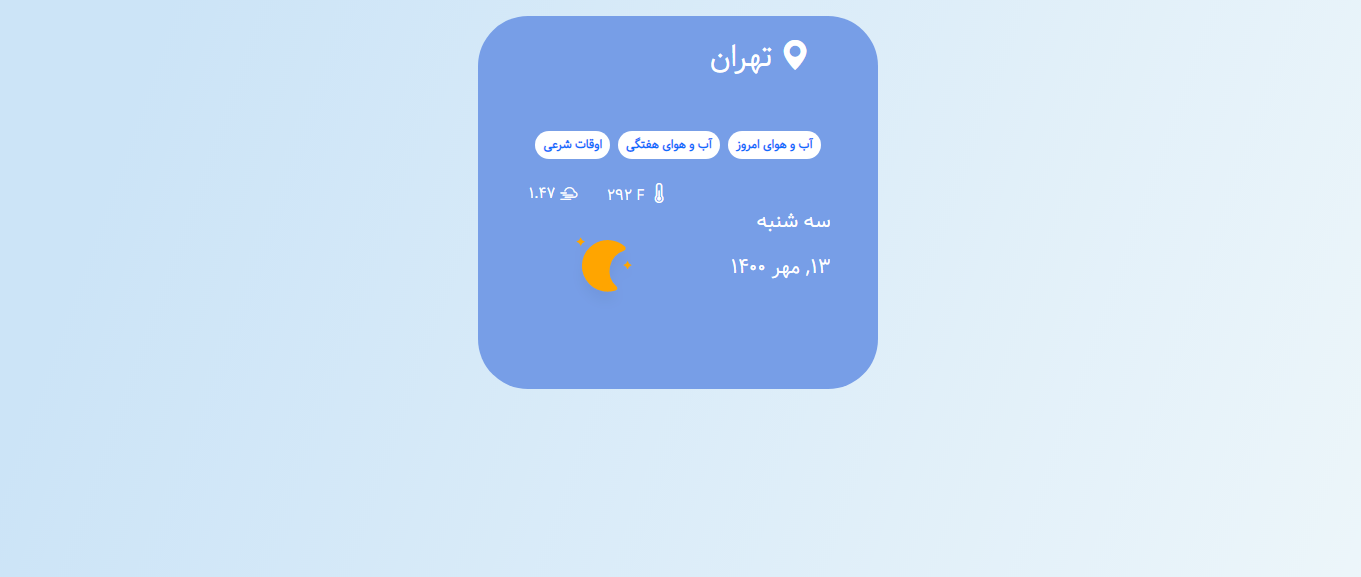 تهران
آب و هوای امروز
آب و هوای هفتگی
اوقات شرعی
۲۹۲ F
۱.۴۷
سه شنبه
۱۳, مهر ۱۴۰۰